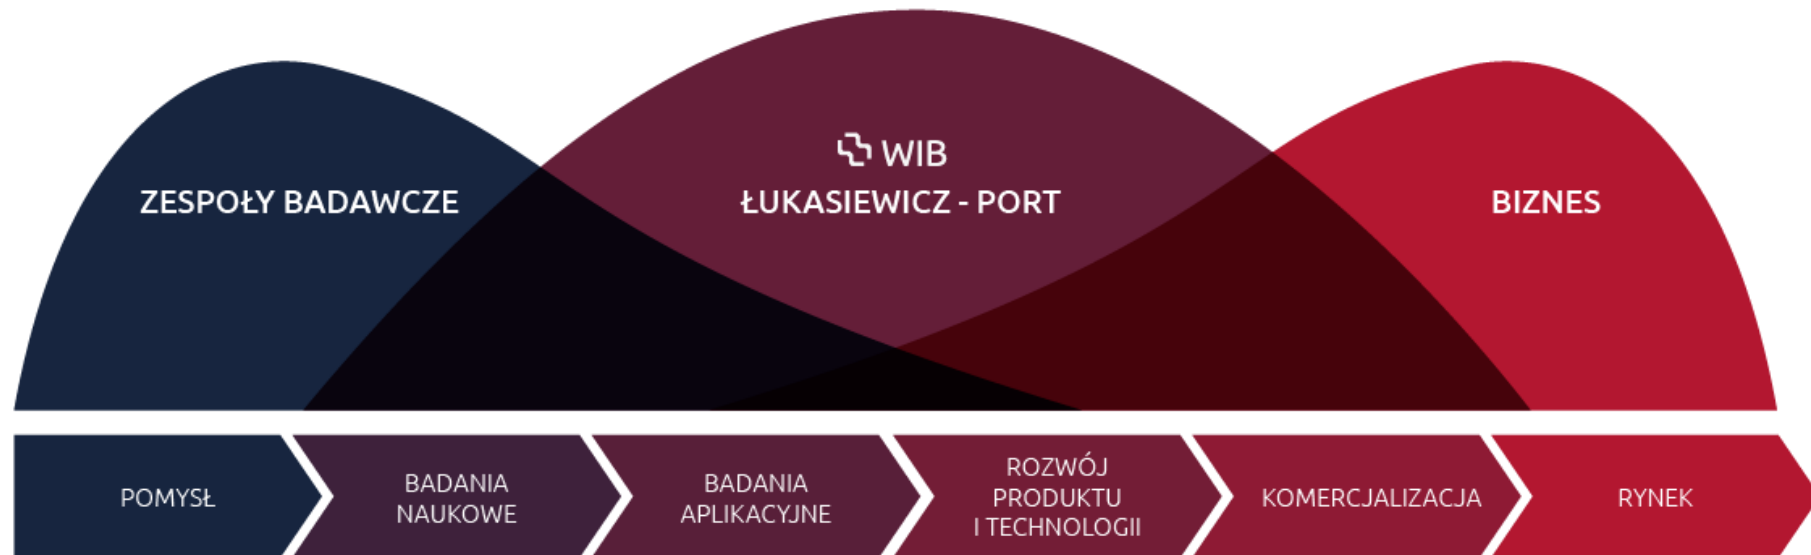 WIB
ZESPOŁY BADAWCZE
ŁUKASIEWICZ - PORT
BIZNES
POMYSŁ
BADANIA
NAUKOWE
BADANIA
APLIKACYJNE
ROZWÓJ
PRODUKTU
I TECHNOLOGII
KOMERCJALIZACJA
RYNEK